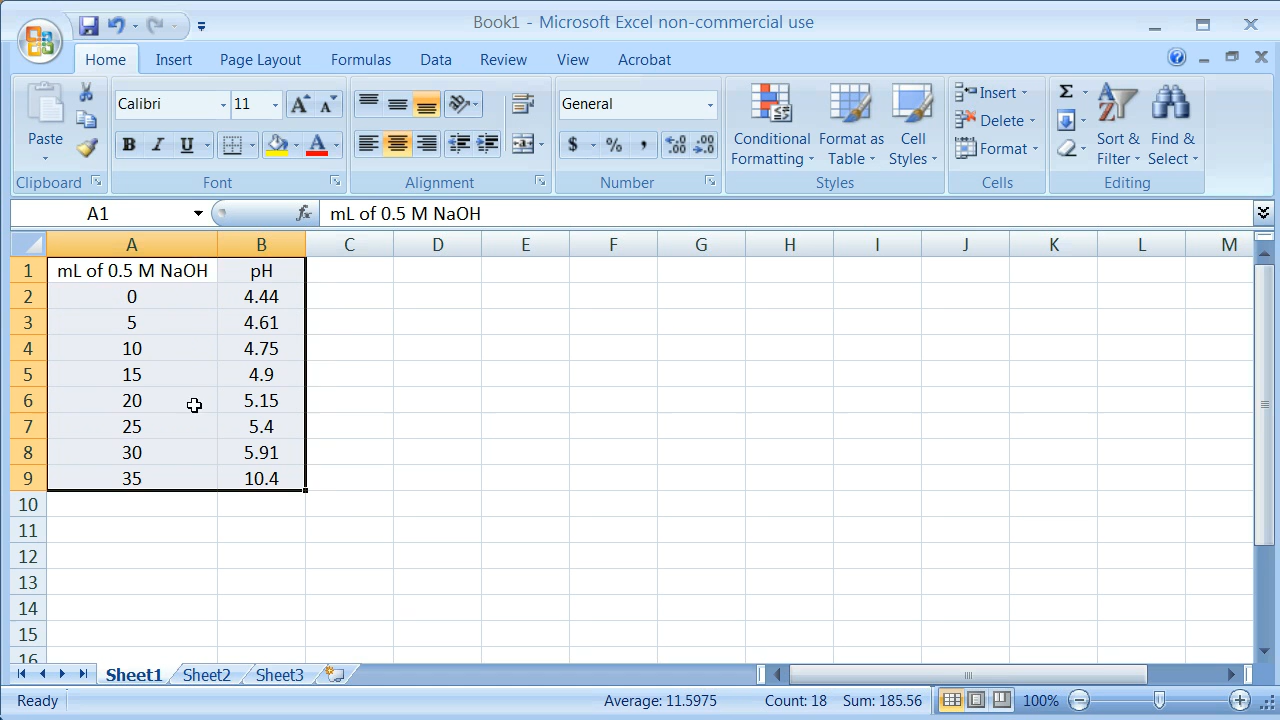 Book1 - Microsoft Excel non-commercial use
Home Insert Page Layout Formulas Data Review View Acrobat
Paste
Clipboard
Calibri 11
A A
B I U A
Font
Alignment
General
$ % ,
Number
Conditional Formatting
Format as Table
Cell Styles
Styles
Insert
Delete
Format
Cells
Σ
Sort & Filter
Find & Select
Editing
A1 fx mL of 0.5 M NaOH
A B C D E F G H I J K L M
1 mL of 0.5 M NaOH pH
2 0 4.44
3 5 4.61
4 10 4.75
5 15 4.9
6 20 5.15
7 25 5.4
8 30 5.91
9 35 10.4
10
11
12
13
14
15
16
Sheet1 Sheet2 Sheet3
Ready Average: 11.5975 Count: 18 Sum: 185.56 100%